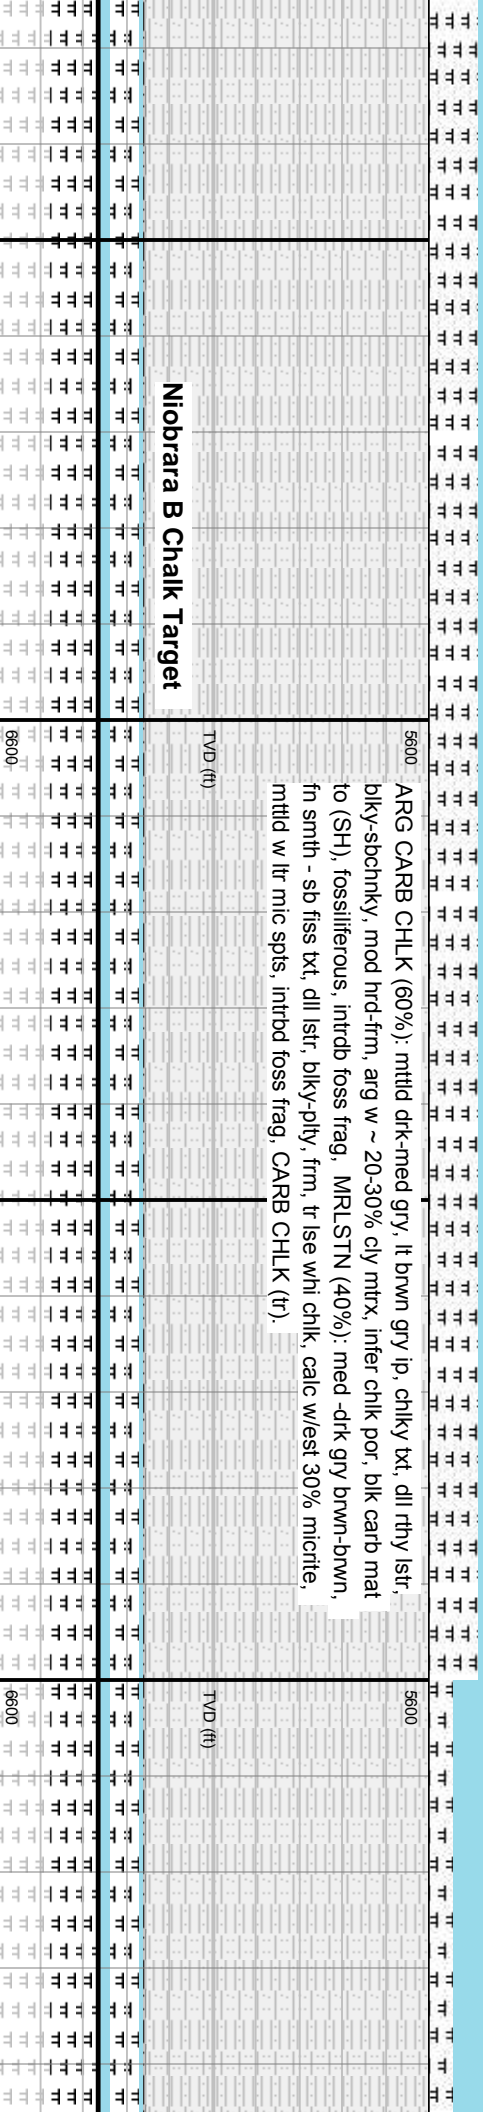 Niobrara B Chalk Target
5600
TVD (ft)
6600
ARG CARB CHLK (60%): mttld drk-med gry, lt brwn gry ip, chlky txt, dll rthy lstr,
blky-sbchnky, mod hrd-frm, arg w ~ 20-30% cly mtrx, infer chlk por, blk carb mat
to (SH), fossiliferous, intrdb foss frag,  MRLSTN (40%): med -drk gry brwn-brwn,
fn smth - sb fiss txt, dll lstr, blky-plty, frm, tr lse whi chlk, calc w/est 30% micrite,
mttld w ltr mic spts, intrbd foss frag, CARB CHLK (tr).
5600
TVD (ft)
6600